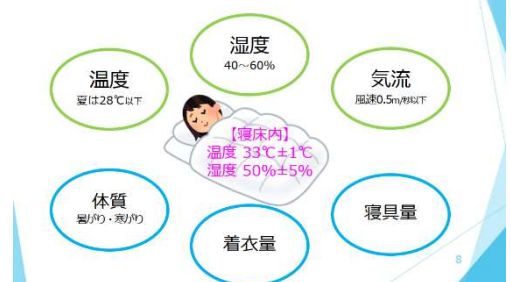 湿度
40～60%
温度
夏は28℃以下
気流
風速0.5m/秒以下
【寝床内】
温度 33℃±1℃
湿度 50%±5%
体質
暑がり・寒がり
着衣量
寝具量
8